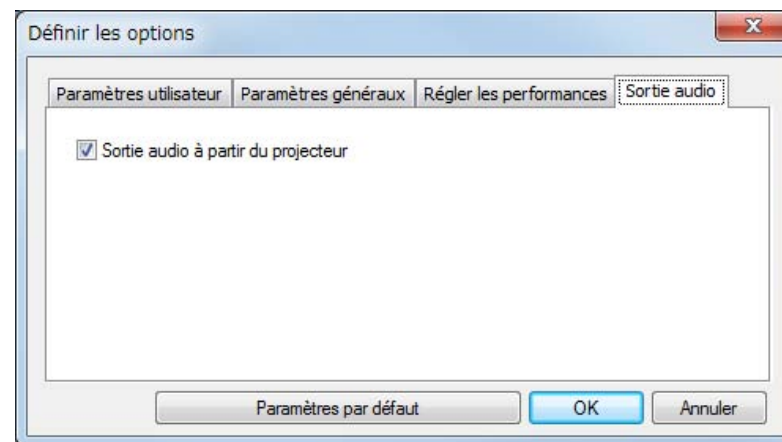 Définir les options
Paramètres utilisateur Paramètres généraux Régler les performances Sortie audio
Sortie audio à partir du projecteur
Paramètres par défaut OK Annuler